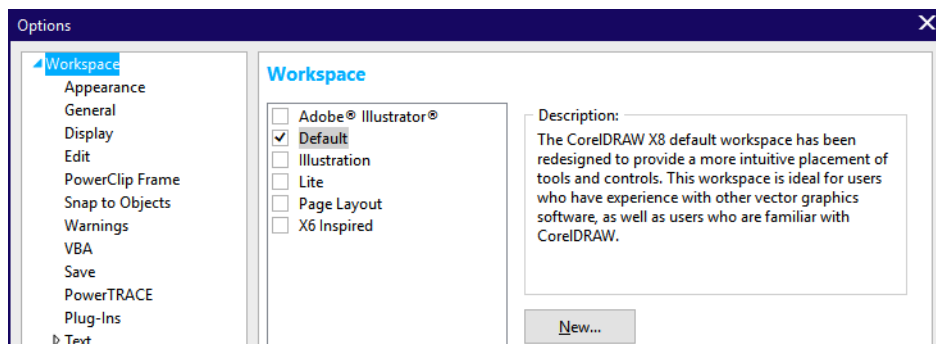 Options
Workspace
Appearance
General
Display
Edit
PowerClip Frame
Snap to Objects
Warnings
VBA
Save
PowerTRACE
Plug-Ins
Text
Workspace
Adobe® Illustrator®
Default
Illustration
Lite
Page Layout
X6 Inspired
Description:
The CorelDRAW X8 default workspace has been
redesigned to provide a more intuitive placement of
tools and controls. This workspace is ideal for users
who have experience with other vector graphics
software, as well as users who are familiar with
CorelDRAW.
New...